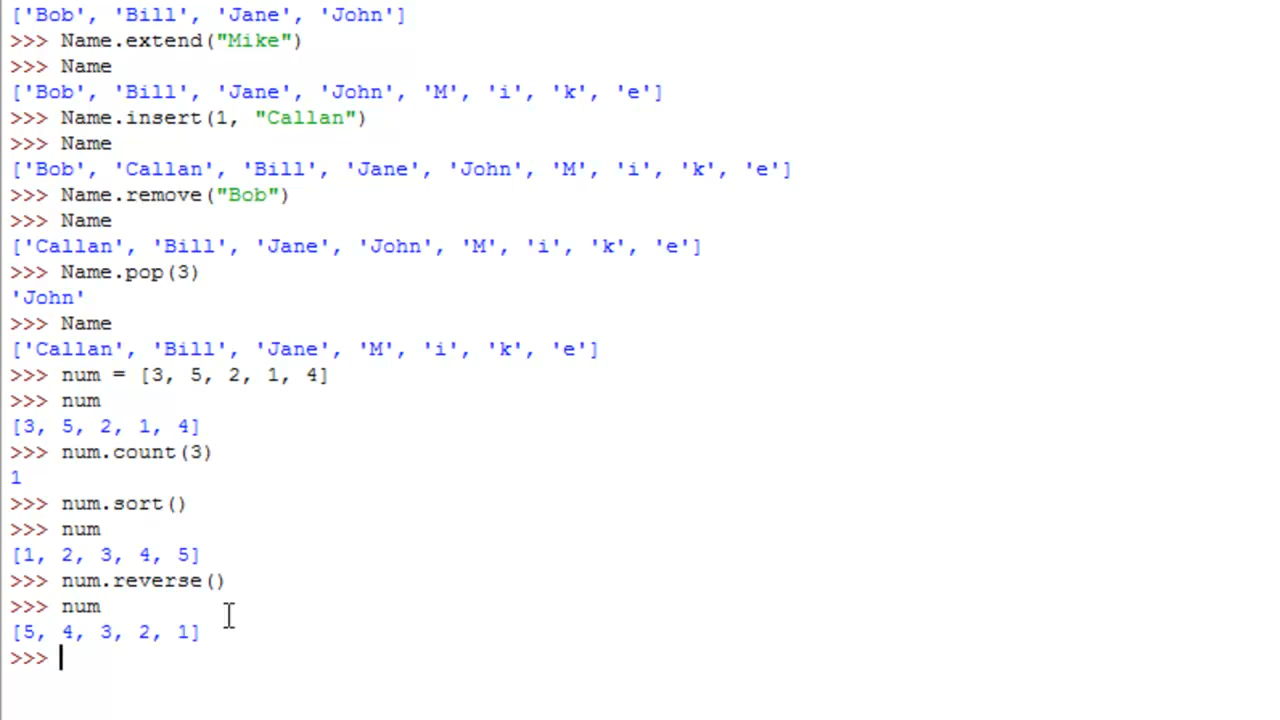 ['Bob', 'Bill', 'Jane', 'John']
>>> Name.extend("Mike")
>>> Name
['Bob', 'Bill', 'Jane', 'John', 'M', 'i', 'k', 'e']
>>> Name.insert(1, "Callan")
>>> Name
['Bob', 'Callan', 'Bill', 'Jane', 'John', 'M', 'i', 'k', 'e']
>>> Name.remove("Bob")
>>> Name
['Callan', 'Bill', 'Jane', 'John', 'M', 'i', 'k', 'e']
>>> Name.pop(3)
'John'
>>> Name
['Callan', 'Bill', 'Jane', 'M', 'i', 'k', 'e']
>>> num = [3, 5, 2, 1, 4]
>>> num
[3, 5, 2, 1, 4]
>>> num.count(3)
1
>>> num.sort()
>>> num
[1, 2, 3, 4, 5]
>>> num.reverse()
>>> num
[5, 4, 3, 2, 1]
>>>